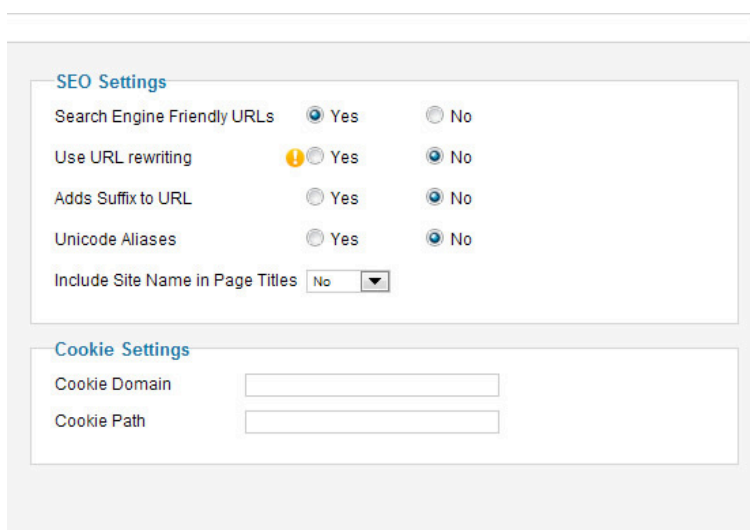 SEO Settings
Search Engine Friendly URLs Yes No
Use URL rewriting Yes No
Adds Suffix to URL Yes No
Unicode Aliases Yes No
Include Site Name in Page Titles No
Cookie Settings
Cookie Domain
Cookie Path